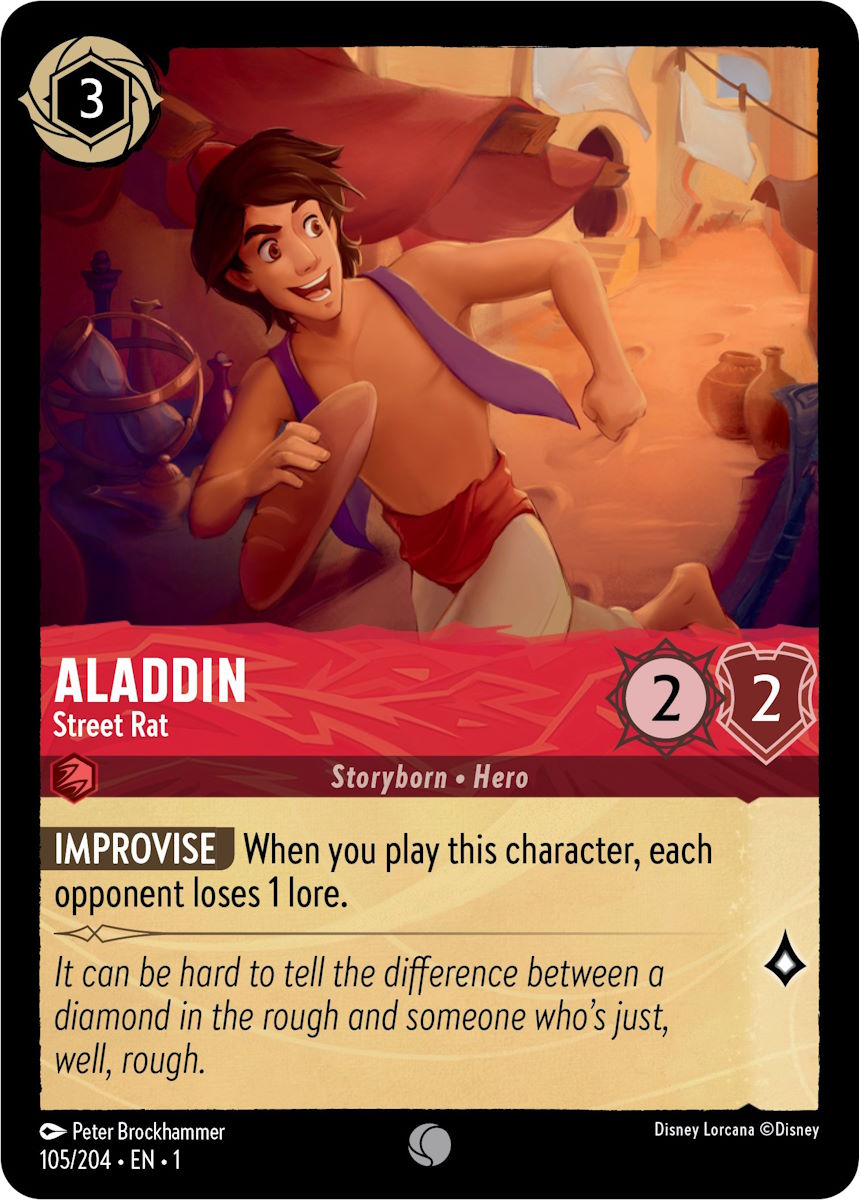 3
ALADDIN
Street Rat
2
2
Storyborn • Hero
IMPROVISE When you play this character, each
opponent loses 1 lore.
It can be hard to tell the difference between a
diamond in the rough and someone who’s just,
well, rough.
Peter Brockhammer
105/204 • EN • 1
Disney Lorcana ©Disney